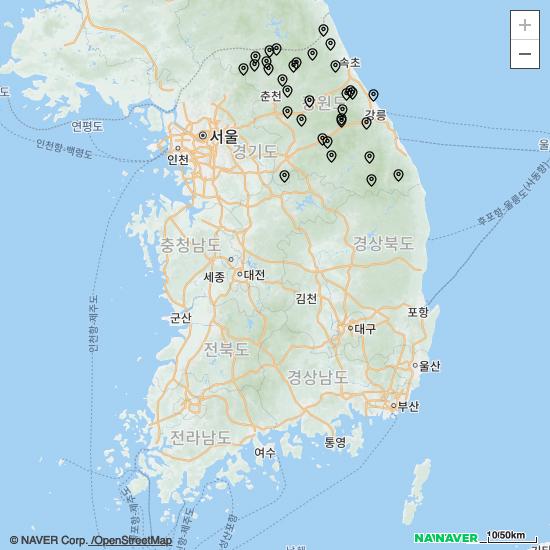 +
−
속초
춘천
강원도
강릉
연평도
서울
인천항-백령도
인천
경기도
울
후포항-울릉도(사동항)
충청남도
경상북도
세종
대전
김천
인천항-제주도
군산
포항
전북도
대구
경상남도
울산
부산
전라남도
통영
여수
© NAVER Corp. /OpenStreetMap
NAVER
10/50km